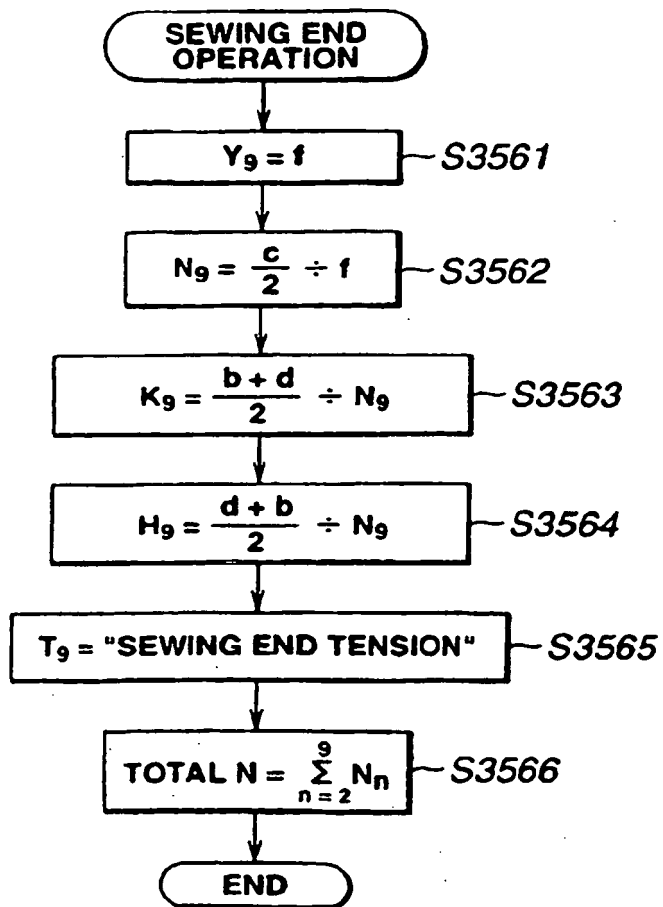 SEWING END
OPERATION
Y₉ = f
S3561
N₉ = c/2 ÷ f
S3562
K₉ = (b + d)/2 ÷ N₉
S3563
H₉ = (d + b)/2 ÷ N₉
S3564
T₉ = "SEWING END TENSION"
S3565
TOTAL N = 9 Σ n = 2 Nₙ
S3566
END